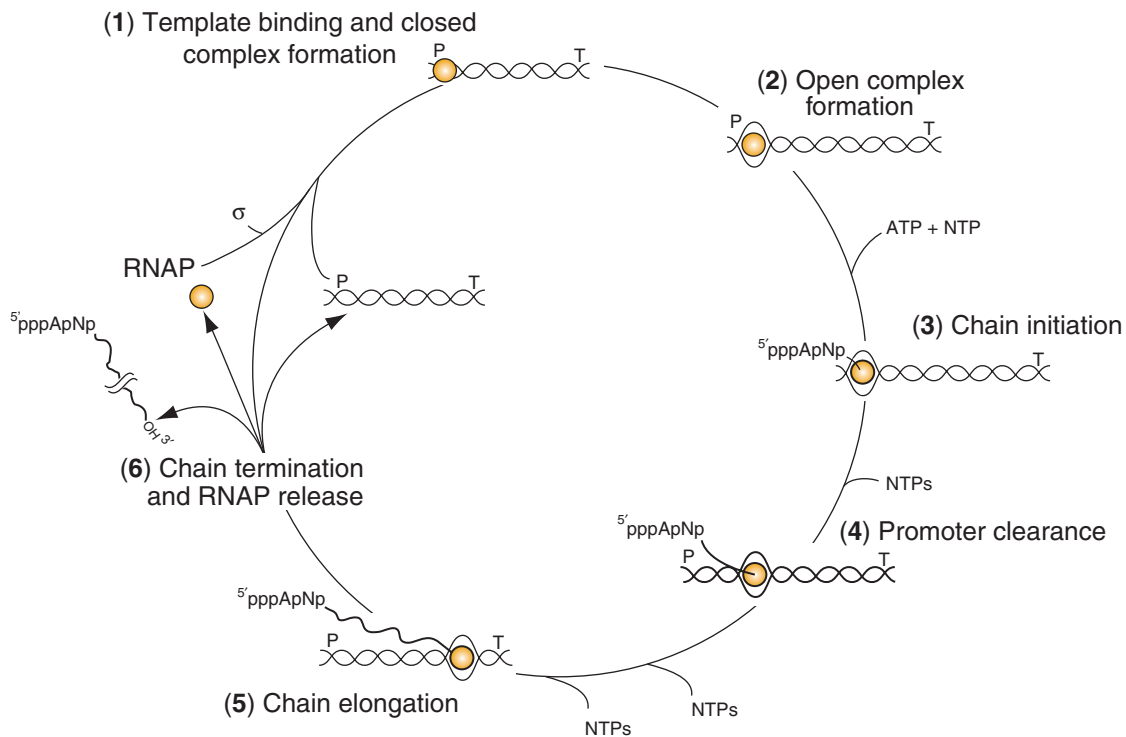 (1) Template binding and closed
complex formation
P
T
(2) Open complex
formation
P
T
ATP + NTP
(3) Chain initiation
5′pppApNp
T
NTPs
(4) Promoter clearance
5′pppApNp
P
T
NTPs
NTPs
(5) Chain elongation
5′pppApNp
P
T
(6) Chain termination
and RNAP release
5′pppApNp
OH 3′
RNAP
σ
P
T